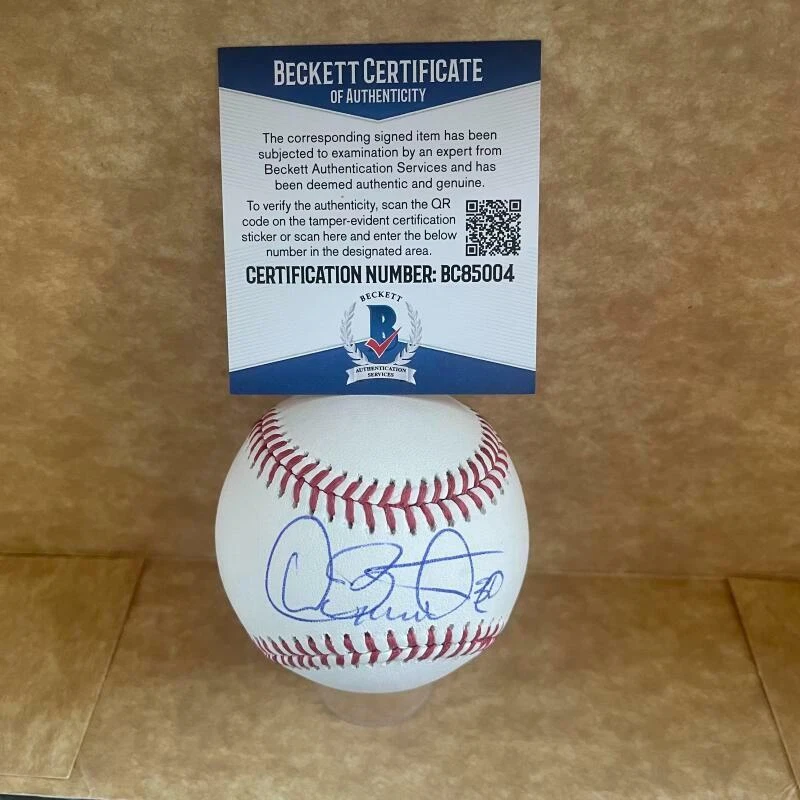 BECKETT CERTIFICATE
OF AUTHENTICITY
The corresponding signed item has been
subjected to examination by an expert from
Beckett Authentication Services and has
been deemed authentic and genuine.
To verify the authenticity, scan the QR
code on the tamper-evident certification
sticker or scan here and enter the below
number in the designated area.
CERTIFICATION NUMBER: BC85004
BECKETT
B
AUTHENTICATION
SERVICES